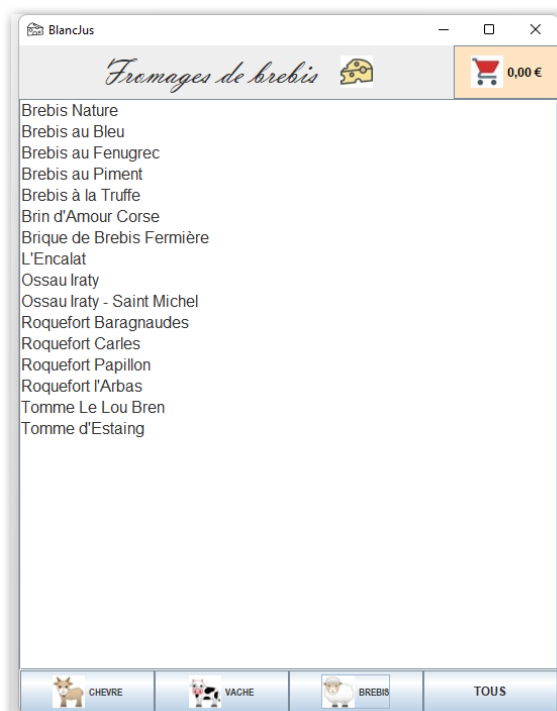 BlancJus
Fromages de brebis
0,00 €
Brebis Nature
Brebis au Bleu
Brebis au Fenugrec
Brebis au Piment
Brebis à la Truffe
Brin d'Amour Corse
Brique de Brebis Fermière
L'Encalat
Ossau Iraty
Ossau Iraty - Saint Michel
Roquefort Baragnaudes
Roquefort Carles
Roquefort Papillon
Roquefort l'Arbas
Tomme Le Lou Bren
Tomme d'Estaing
CHEVRE
VACHE
BREBIS
TOUS